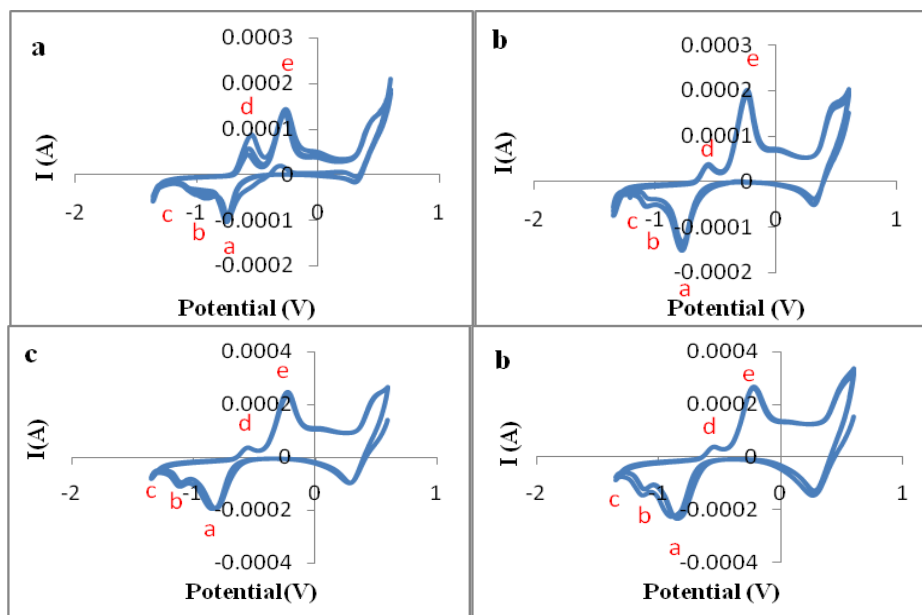 a
0.0003
0.0002
0.0001
0
-0.0001
-0.0002
-2
-1
0
1
I (A)
Potential (V)
e
d
c
b
a
b
0.0003
0.0002
0.0001
0
-0.0001
-0.0002
-2
-1
0
1
I(A)
Potential (V)
e
d
c
b
a
c
0.0004
0.0002
0
-0.0002
-0.0004
-2
-1
0
1
I(A)
Potential(V)
e
d
c
b
a
b
0.0004
0.0002
0
-0.0002
-0.0004
-2
-1
0
1
I (A)
Potential (V)
e
d
c
b
a